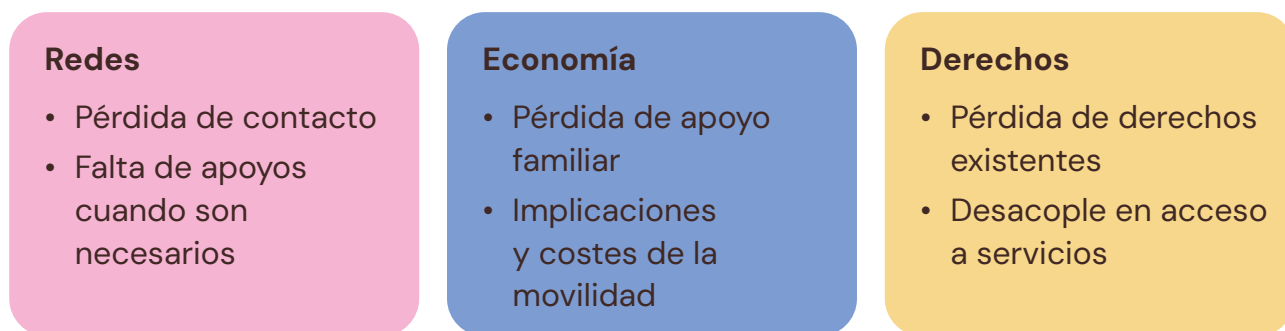 Redes
• Pérdida de contacto
• Falta de apoyos
cuando son
necesarios
Economía
• Pérdida de apoyo
familiar
• Implicaciones
y costes de la
movilidad
Derechos
• Pérdida de derechos
existentes
• Desacople en acceso
a servicios